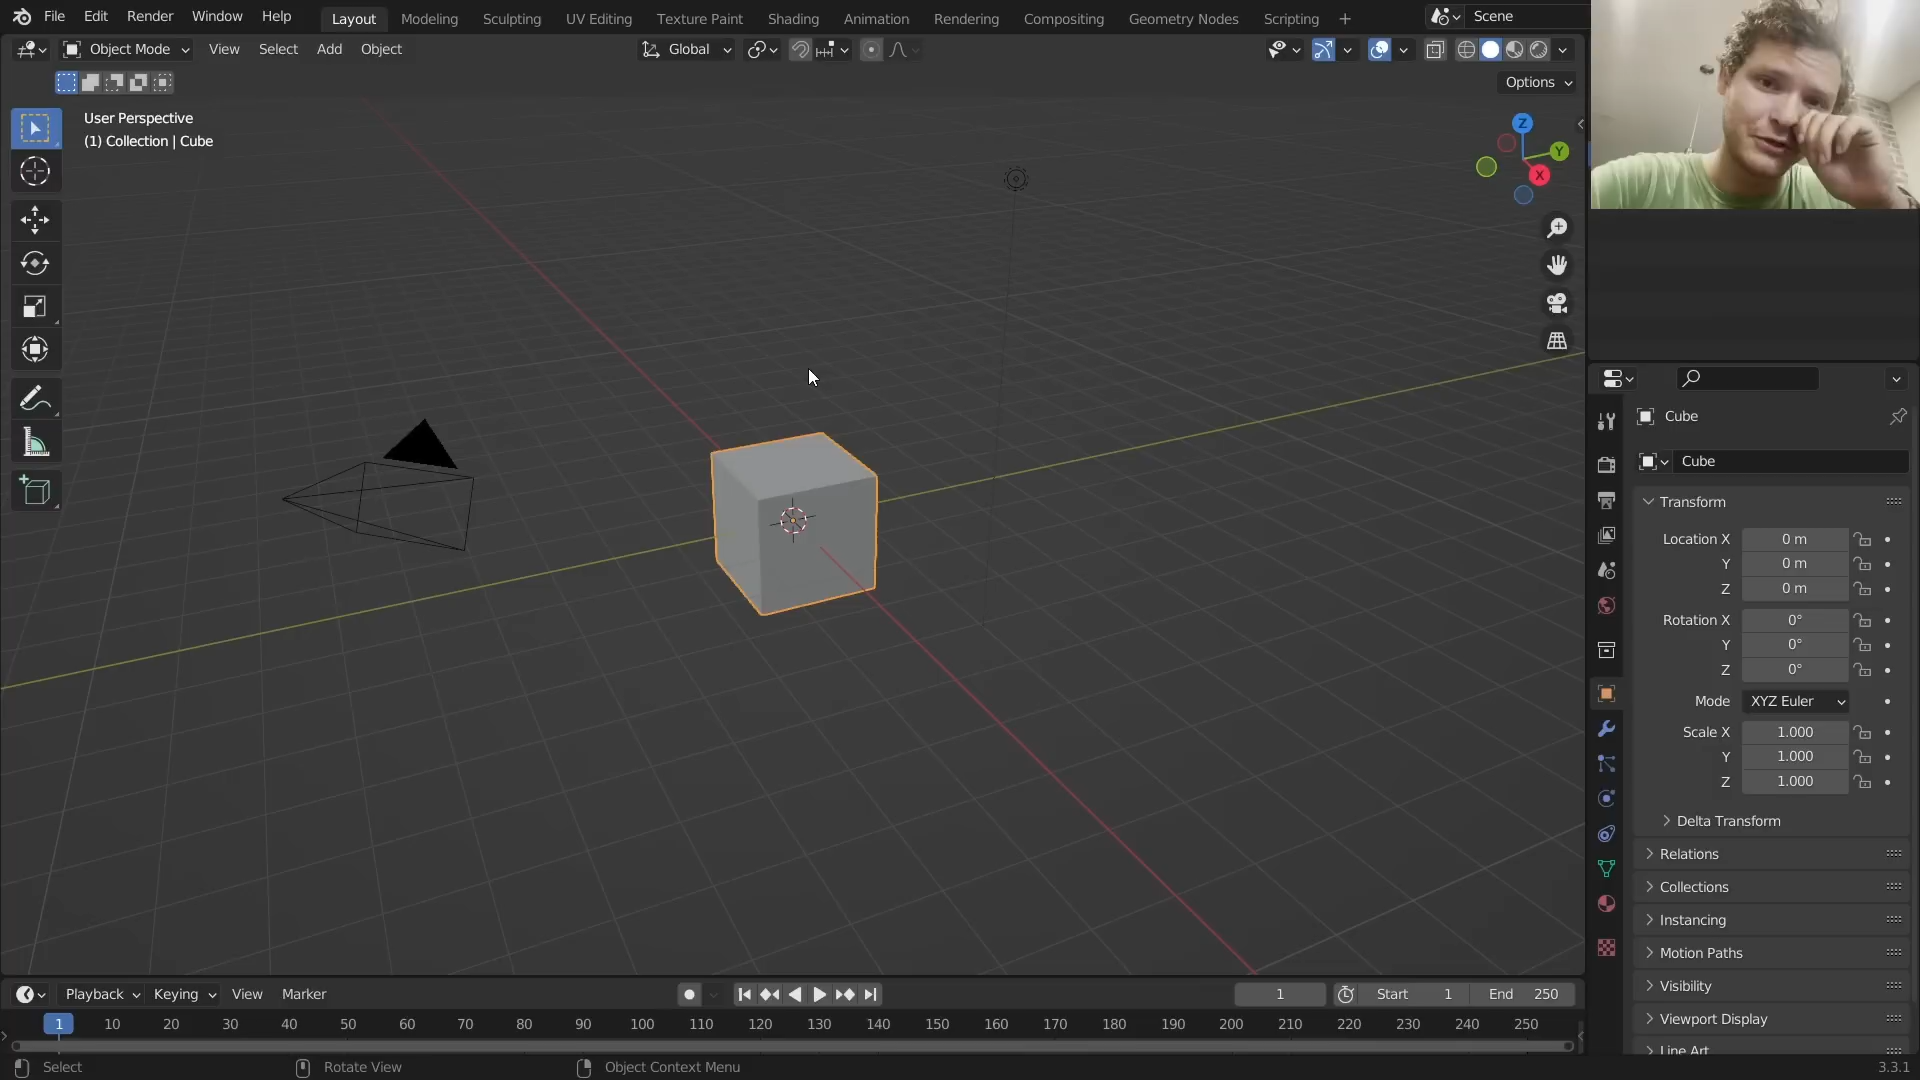 File Edit Render Window Help Layout Modeling Sculpting UV Editing Texture Paint Shading Animation Rendering Compositing Geometry Nodes Scripting + Scene
Object Mode View Select Add Object Global
Options
User Perspective
(1) Collection | Cube
Z
Y
X
Cube
Cube
Transform
Location X 0 m
Y 0 m
Z 0 m
Rotation X 0°
Y 0°
Z 0°
Mode XYZ Euler
Scale X 1.000
Y 1.000
Z 1.000
Delta Transform
Relations
Collections
Instancing
Motion Paths
Visibility
Viewport Display
Line Art
Playback Keying View Marker 1 Start 1 End 250
1 10 20 30 40 50 60 70 80 90 100 110 120 130 140 150 160 170 180 190 200 210 220 230 240 250
Select Rotate View Object Context Menu 3.3.1